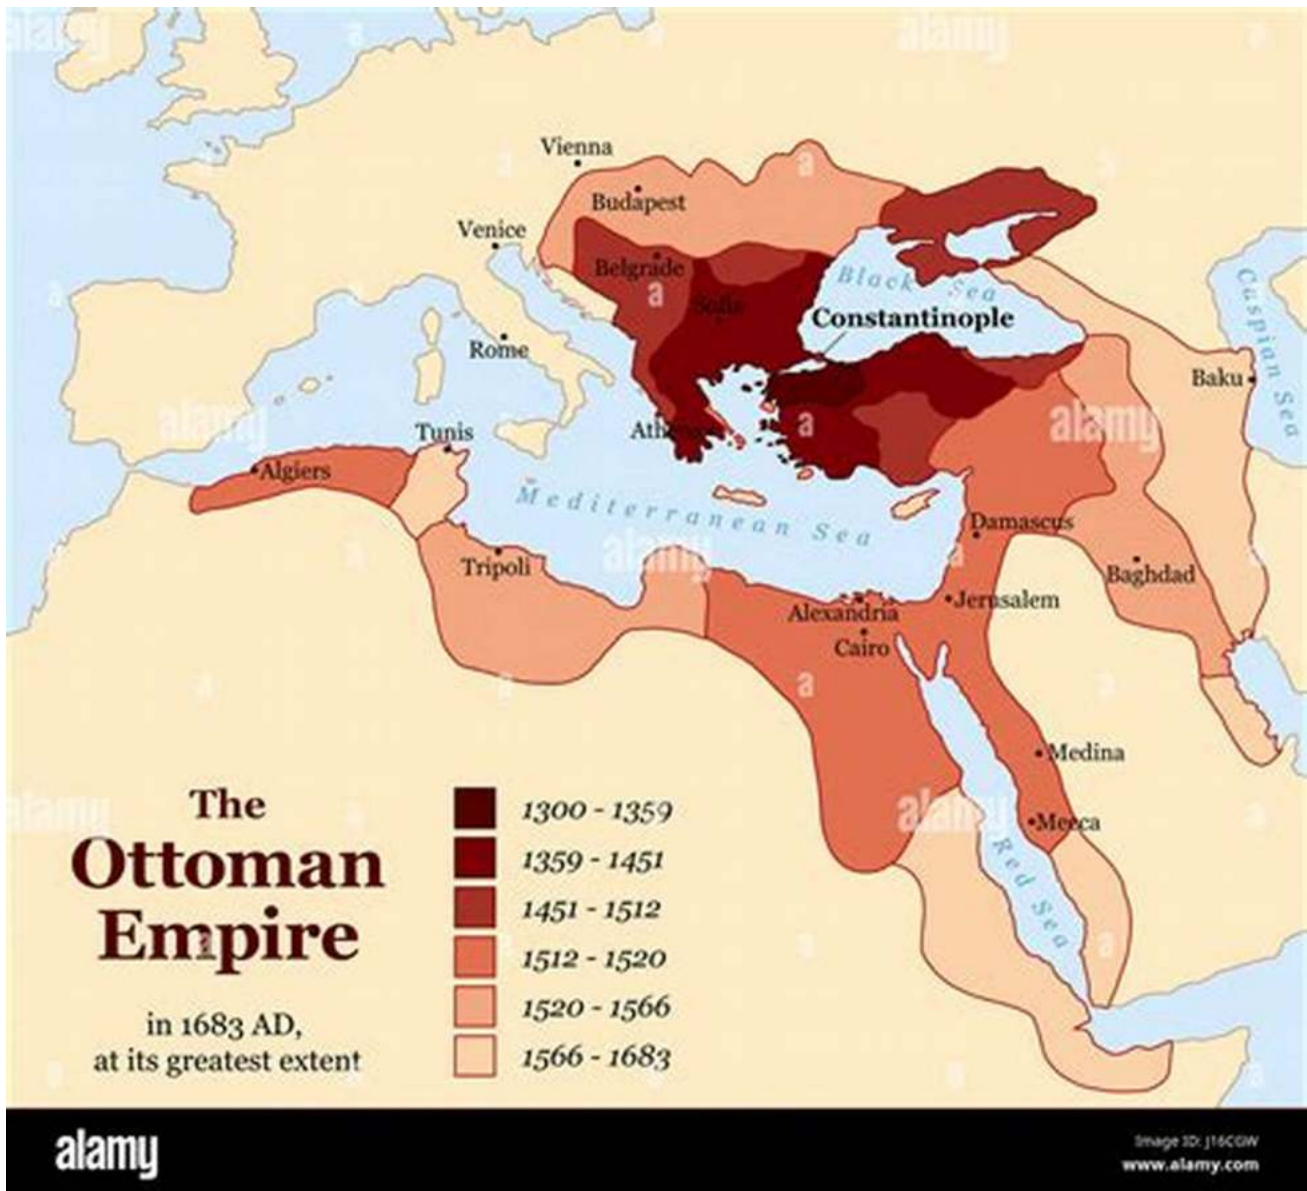 Vienna
Budapest
Venice
Belgrade
Black Sea
Caspian Sea
Sofia
Constantinople
Rome
Baku
Tunis
Athens
Algiers
Mediterranean Sea
Damascus
Tripoli
Baghdad
Alexandria
Jerusalem
Cairo
Medina
Mecca
Red Sea
The
Ottoman
Empire
in 1683 AD,
at its greatest extent
1300 - 1359
1359 - 1451
1451 - 1512
1512 - 1520
1520 - 1566
1566 - 1683
alamy
Image ID: J16CGW
www.alamy.com